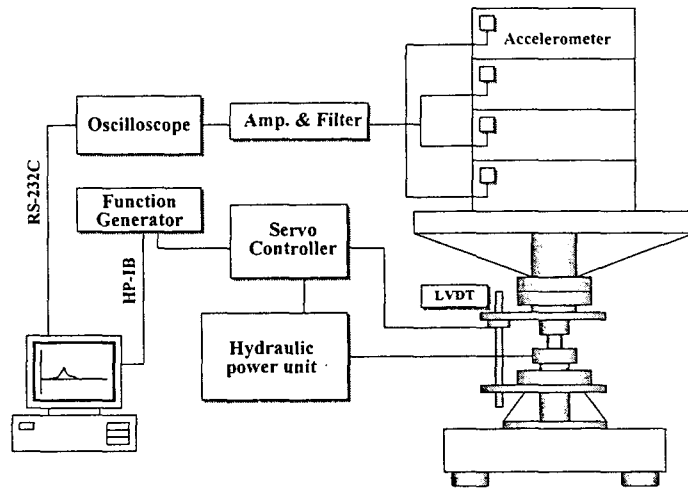 Accelerometer
Oscilloscope
Amp. & Filter
RS-232C
Function
Generator
Servo
Controller
HP-IB
LVDT
Hydraulic
power unit